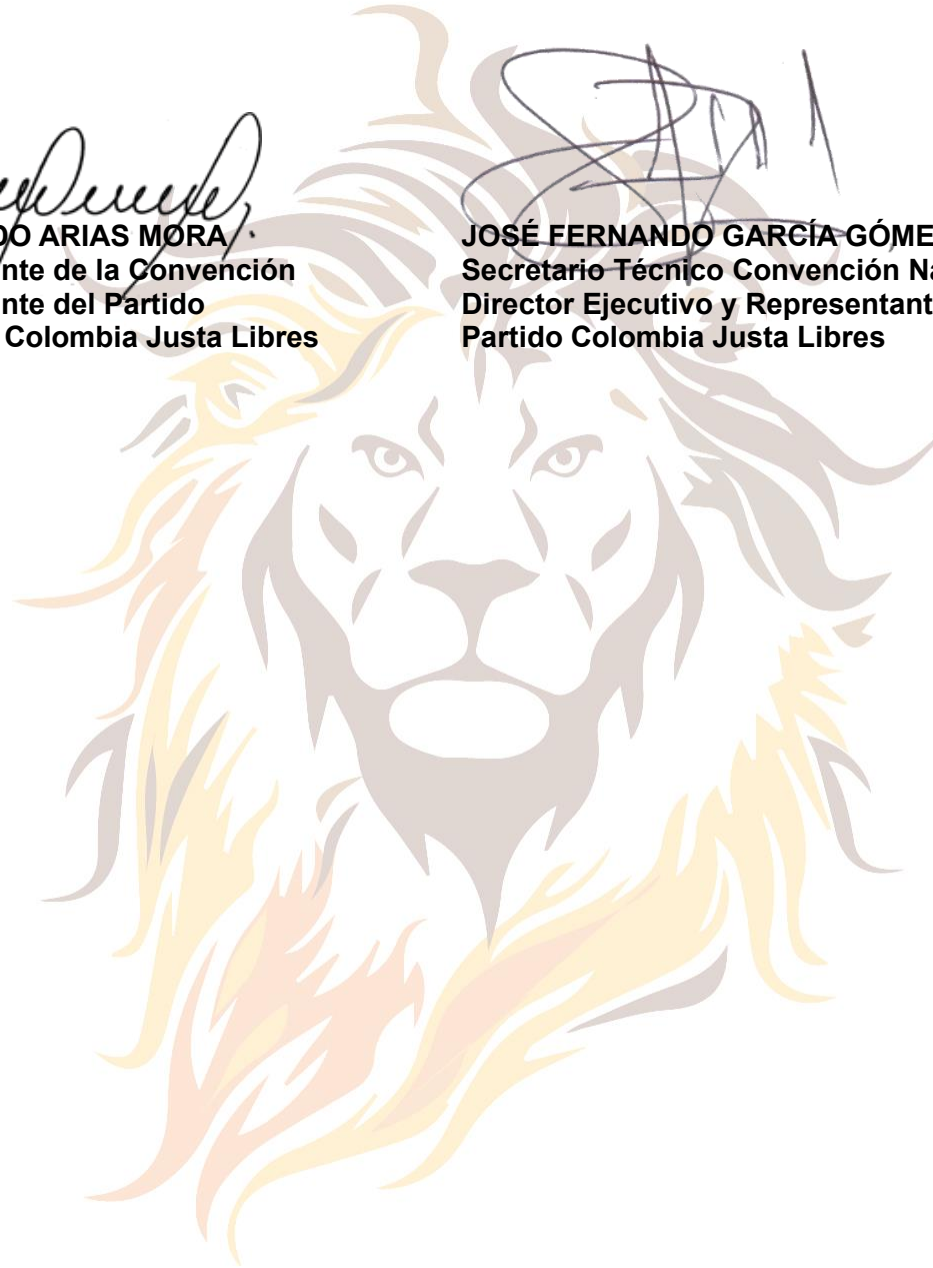 DO ARIAS MORA
nte de la Convención
nte del Partido
Colombia Justa Libres
JOSÉ FERNANDO GARCÍA GÓME
Secretario Técnico Convención Na
Director Ejecutivo y Representant
Partido Colombia Justa Libres